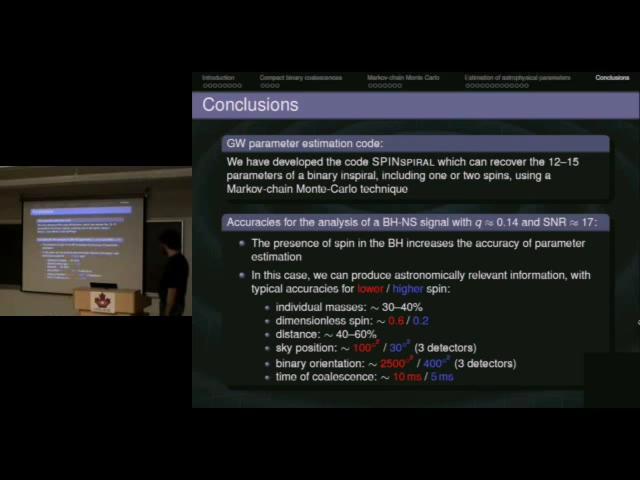 Introduction
Compact binary coalescences
Markov-chain Monte Carlo
Estimation of astrophysical parameters
Conclusions
Conclusions
GW parameter estimation code:
We have developed the code SPINSPIRAL which can recover the 12–15
parameters of a binary inspiral, including one or two spins, using a
Markov-chain Monte-Carlo technique
Accuracies for the analysis of a BH-NS signal with q ≈ 0.14 and SNR ≈ 17:
The presence of spin in the BH increases the accuracy of parameter
estimation
In this case, we can produce astronomically relevant information, with
typical accuracies for lower / higher spin:
individual masses: ∼ 30–40%
dimensionless spin: ∼ 0.6 / 0.2
distance: ∼ 40–60%
sky position: ∼ 100°² / 30°² (3 detectors)
binary orientation: ∼ 2500°² / 400°² (3 detectors)
time of coalescence: ∼ 10 ms / 5 ms